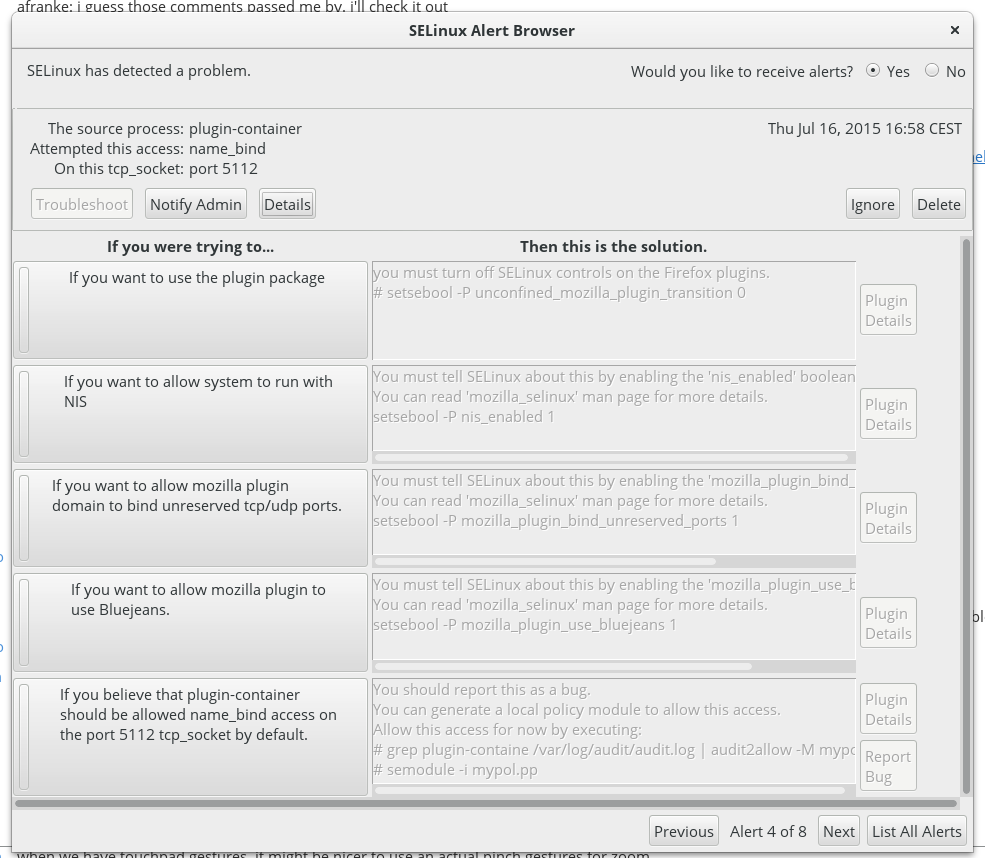 afranke: i guess those comments passed me by. i'll check it out
SELinux Alert Browser
SELinux has detected a problem.
Would you like to receive alerts? Yes No
The source process: plugin-container
Thu Jul 16, 2015 16:58 CEST
Attempted this access: name_bind
On this tcp_socket: port 5112
Troubleshoot Notify Admin Details Ignore Delete
If you were trying to... Then this is the solution.
If you want to use the plugin package
you must turn off SELinux controls on the Firefox plugins.
# setsebool -P unconfined_mozilla_plugin_transition 0
Plugin
Details
If you want to allow system to run with
NIS
You must tell SELinux about this by enabling the 'nis_enabled' boolean
You can read 'mozilla_selinux' man page for more details.
setsebool -P nis_enabled 1
Plugin
Details
If you want to allow mozilla plugin
domain to bind unreserved tcp/udp ports.
You must tell SELinux about this by enabling the 'mozilla_plugin_bind_
You can read 'mozilla_selinux' man page for more details.
setsebool -P mozilla_plugin_bind_unreserved_ports 1
Plugin
Details
If you want to allow mozilla plugin to
use Bluejeans.
You must tell SELinux about this by enabling the 'mozilla_plugin_use_b
You can read 'mozilla_selinux' man page for more details.
setsebool -P mozilla_plugin_use_bluejeans 1
Plugin
Details
If you believe that plugin-container
should be allowed name_bind access on
the port 5112 tcp_socket by default.
You should report this as a bug.
You can generate a local policy module to allow this access.
Allow this access for now by executing:
# grep plugin-containe /var/log/audit/audit.log | audit2allow -M mypo
# semodule -i mypol.pp
Plugin
Details
Report
Bug
Previous Alert 4 of 8 Next List All Alerts
when we have touchpad gestures, it might be nicer to use an actual pinch gestures for zoom